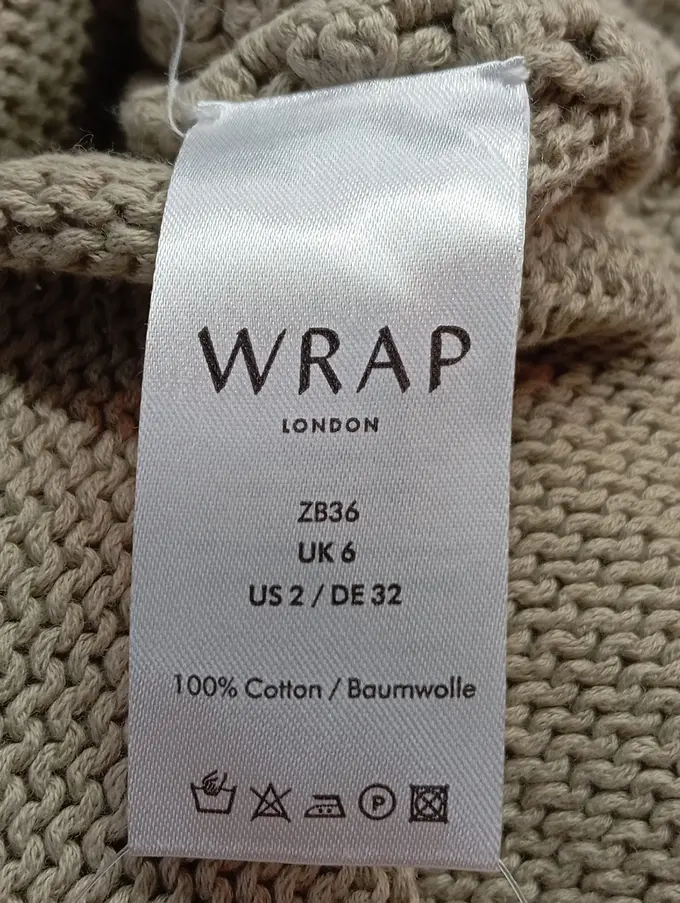 WRAP
LONDON
ZB36
UK 6
US 2 / DE 32
100% Cotton / Baumwolle
P